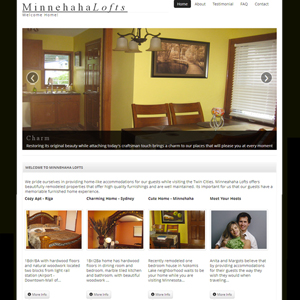 MinnehahaLofts
Welcome Home!
Home About Testimonial FAQ Contact
Charm
Restoring its original beauty while attaching today's craftsman touch brings a charm to our places that will please you at every moment
WELCOME TO MINNEHAHA LOFTS
We pride ourselves in providing home-like accommodations for our guests while visiting the Twin Cities. Minnehaha Lofts offers
beautifully remodeled properties that offer high quality furnishings and are well maintained. Its important for us that our guests have a
memorable furnished home experience.
Cozy Apt - Riga
Charming Home - Sydney
Cute Home - Minnehaha
Meet Your Hosts
1BR/1BA with hardwood
floors and natural
woodwork located
two blocks from light rail
station (airport -
Downtown-Mall of...
More Info
1BR/2BA home has hardwood
floors in dining room and
bedroom, marble tiled kitchen
and bathroom, with beautiful
woodwork ...
More Info
Recently remodeled one
bedroom house in historic
Lake neighborhood waits to be
your home while you are
visiting Minnesota...
More Info
Anita and Margots believe that
by providing accommodations
for their guests the way they
wish they would when
traveling...
More Info